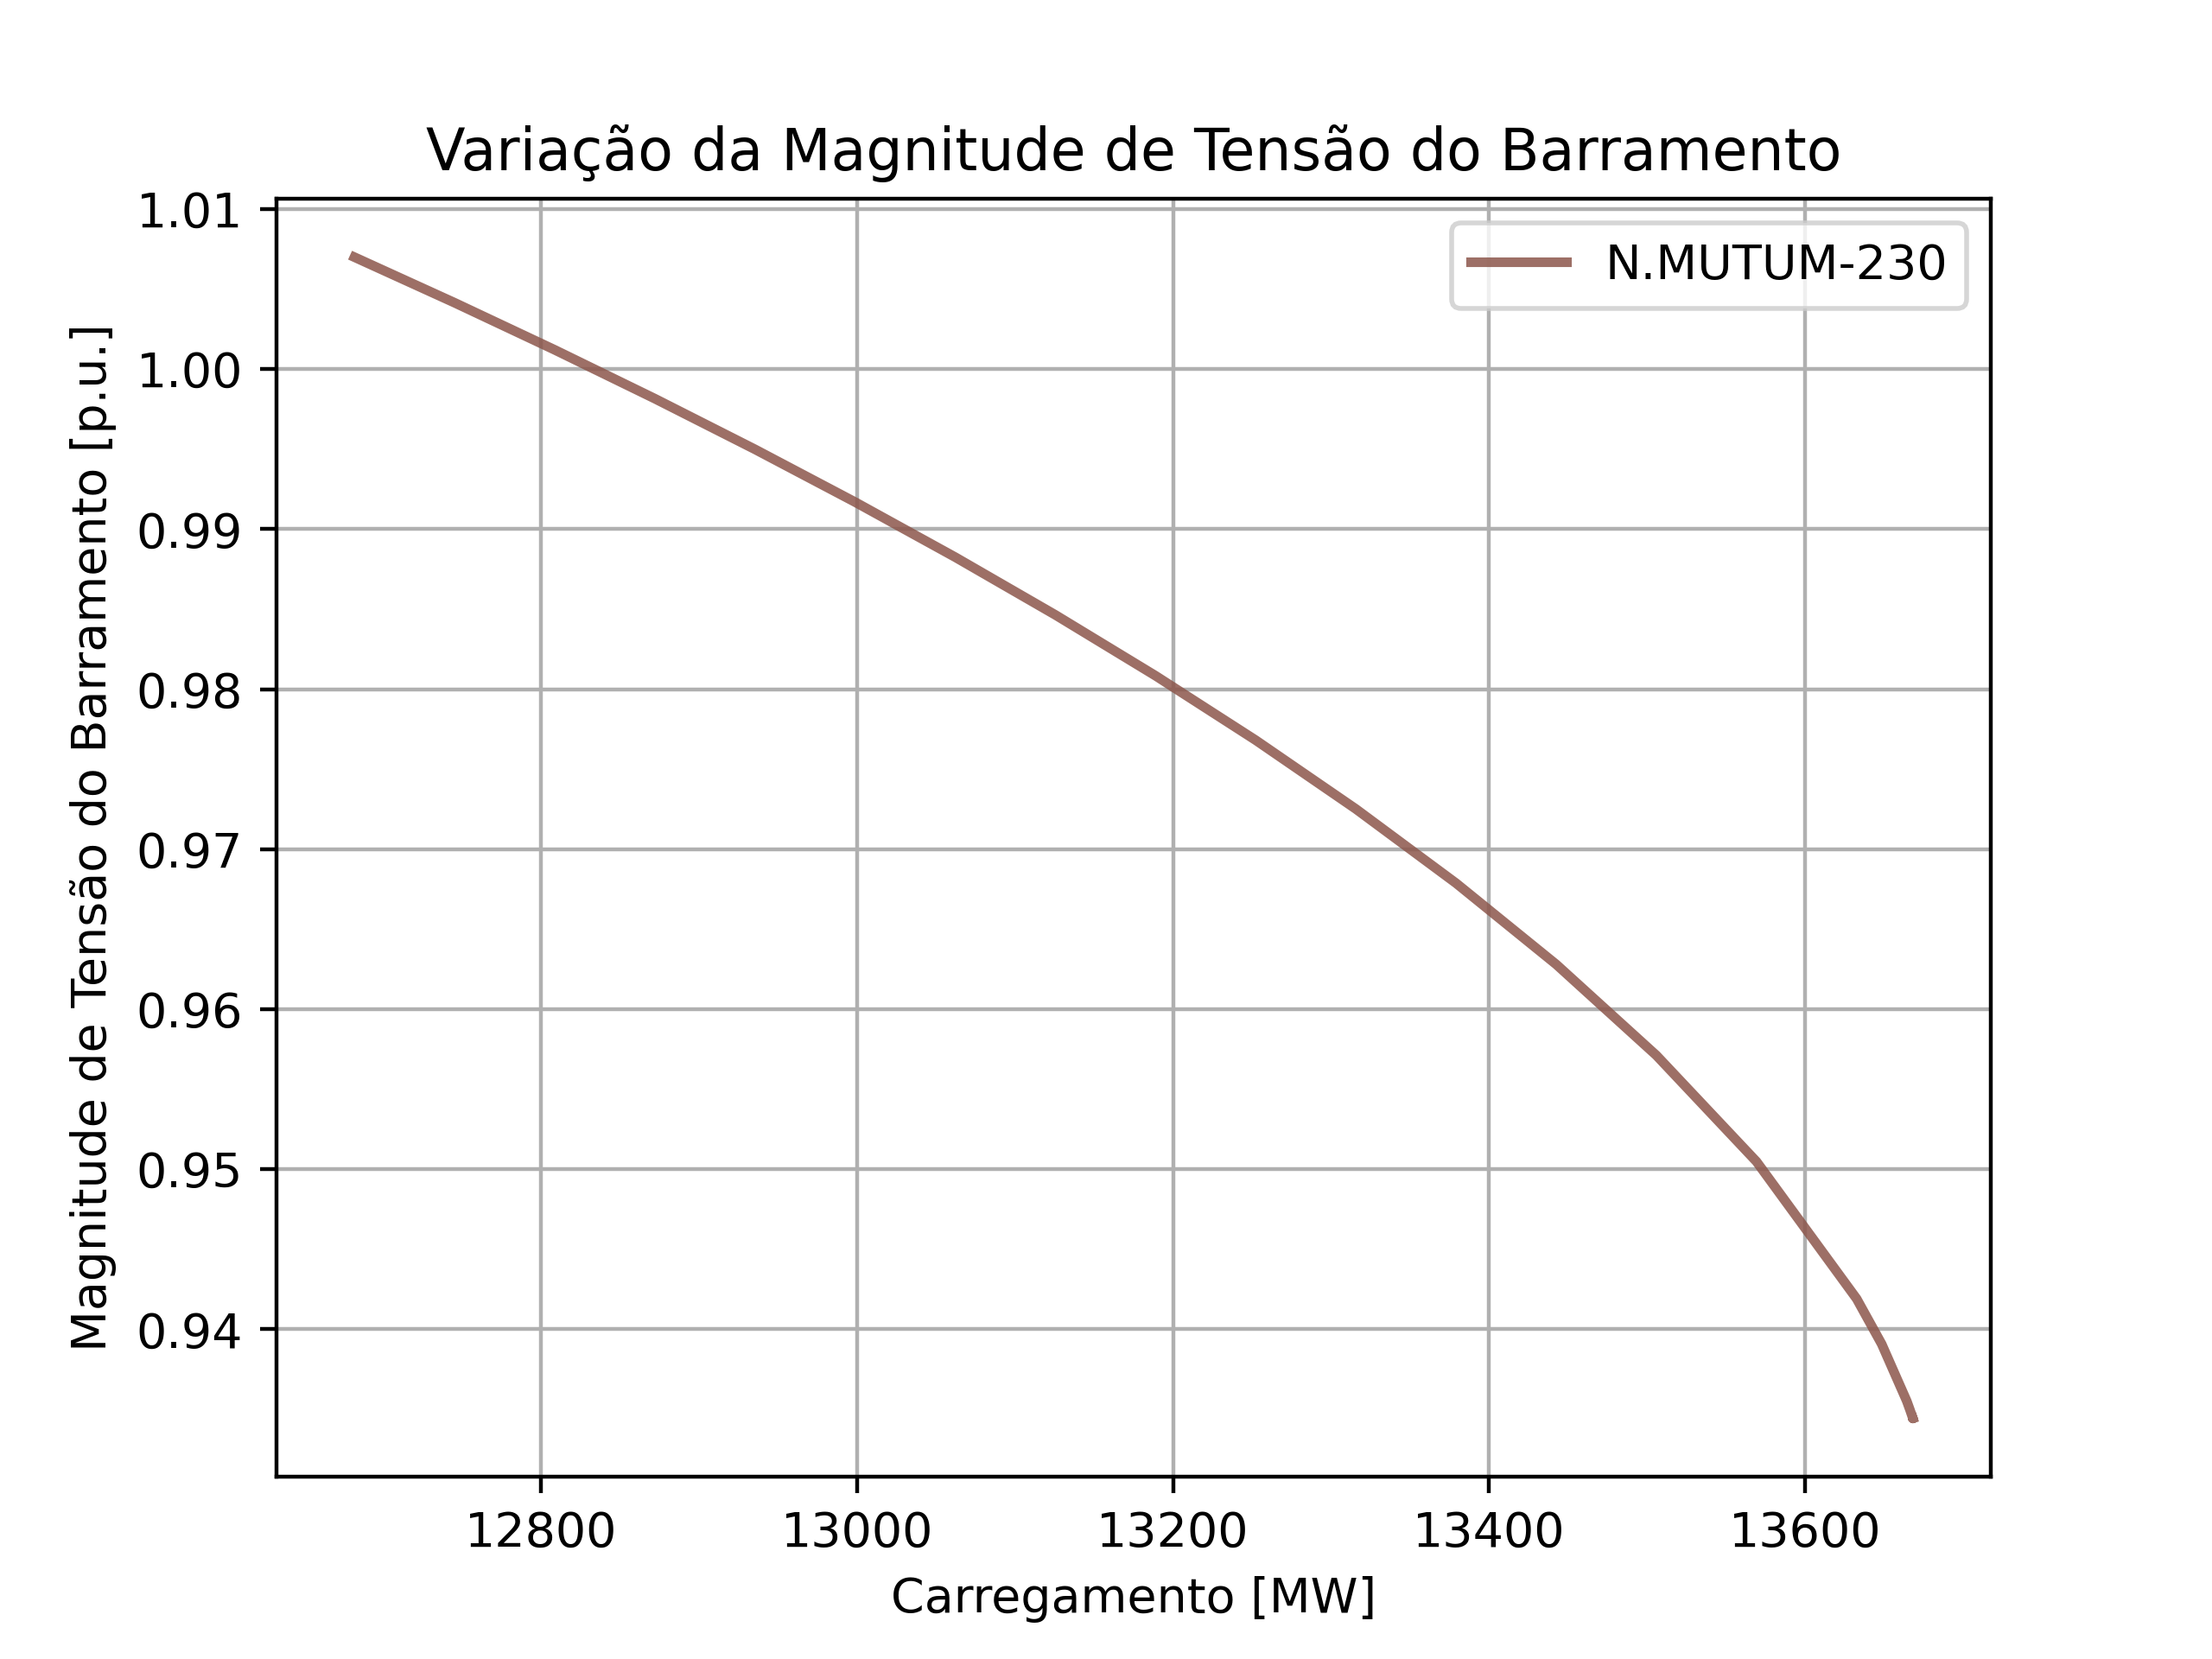 Variação da Magnitude de Tensão do Barramento
N.MUTUM-230
Magnitude de Tensão do Barramento [p.u.]
1.01
1.00
0.99
0.98
0.97
0.96
0.95
0.94
12800 13000 13200 13400 13600
Carregamento [MW]